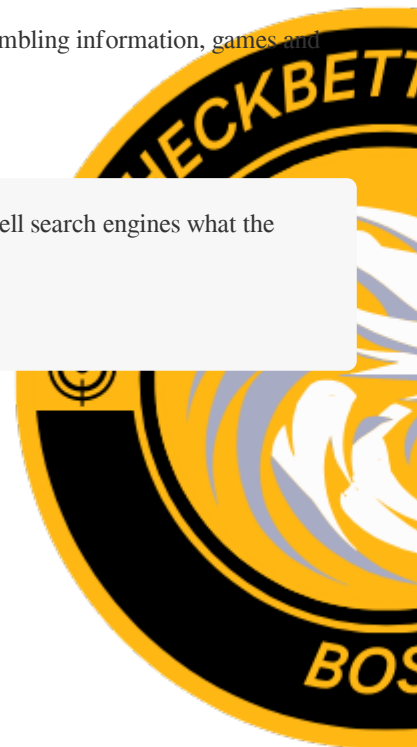 mbling information, games and
HECKBETT
ell search engines what the
BOS